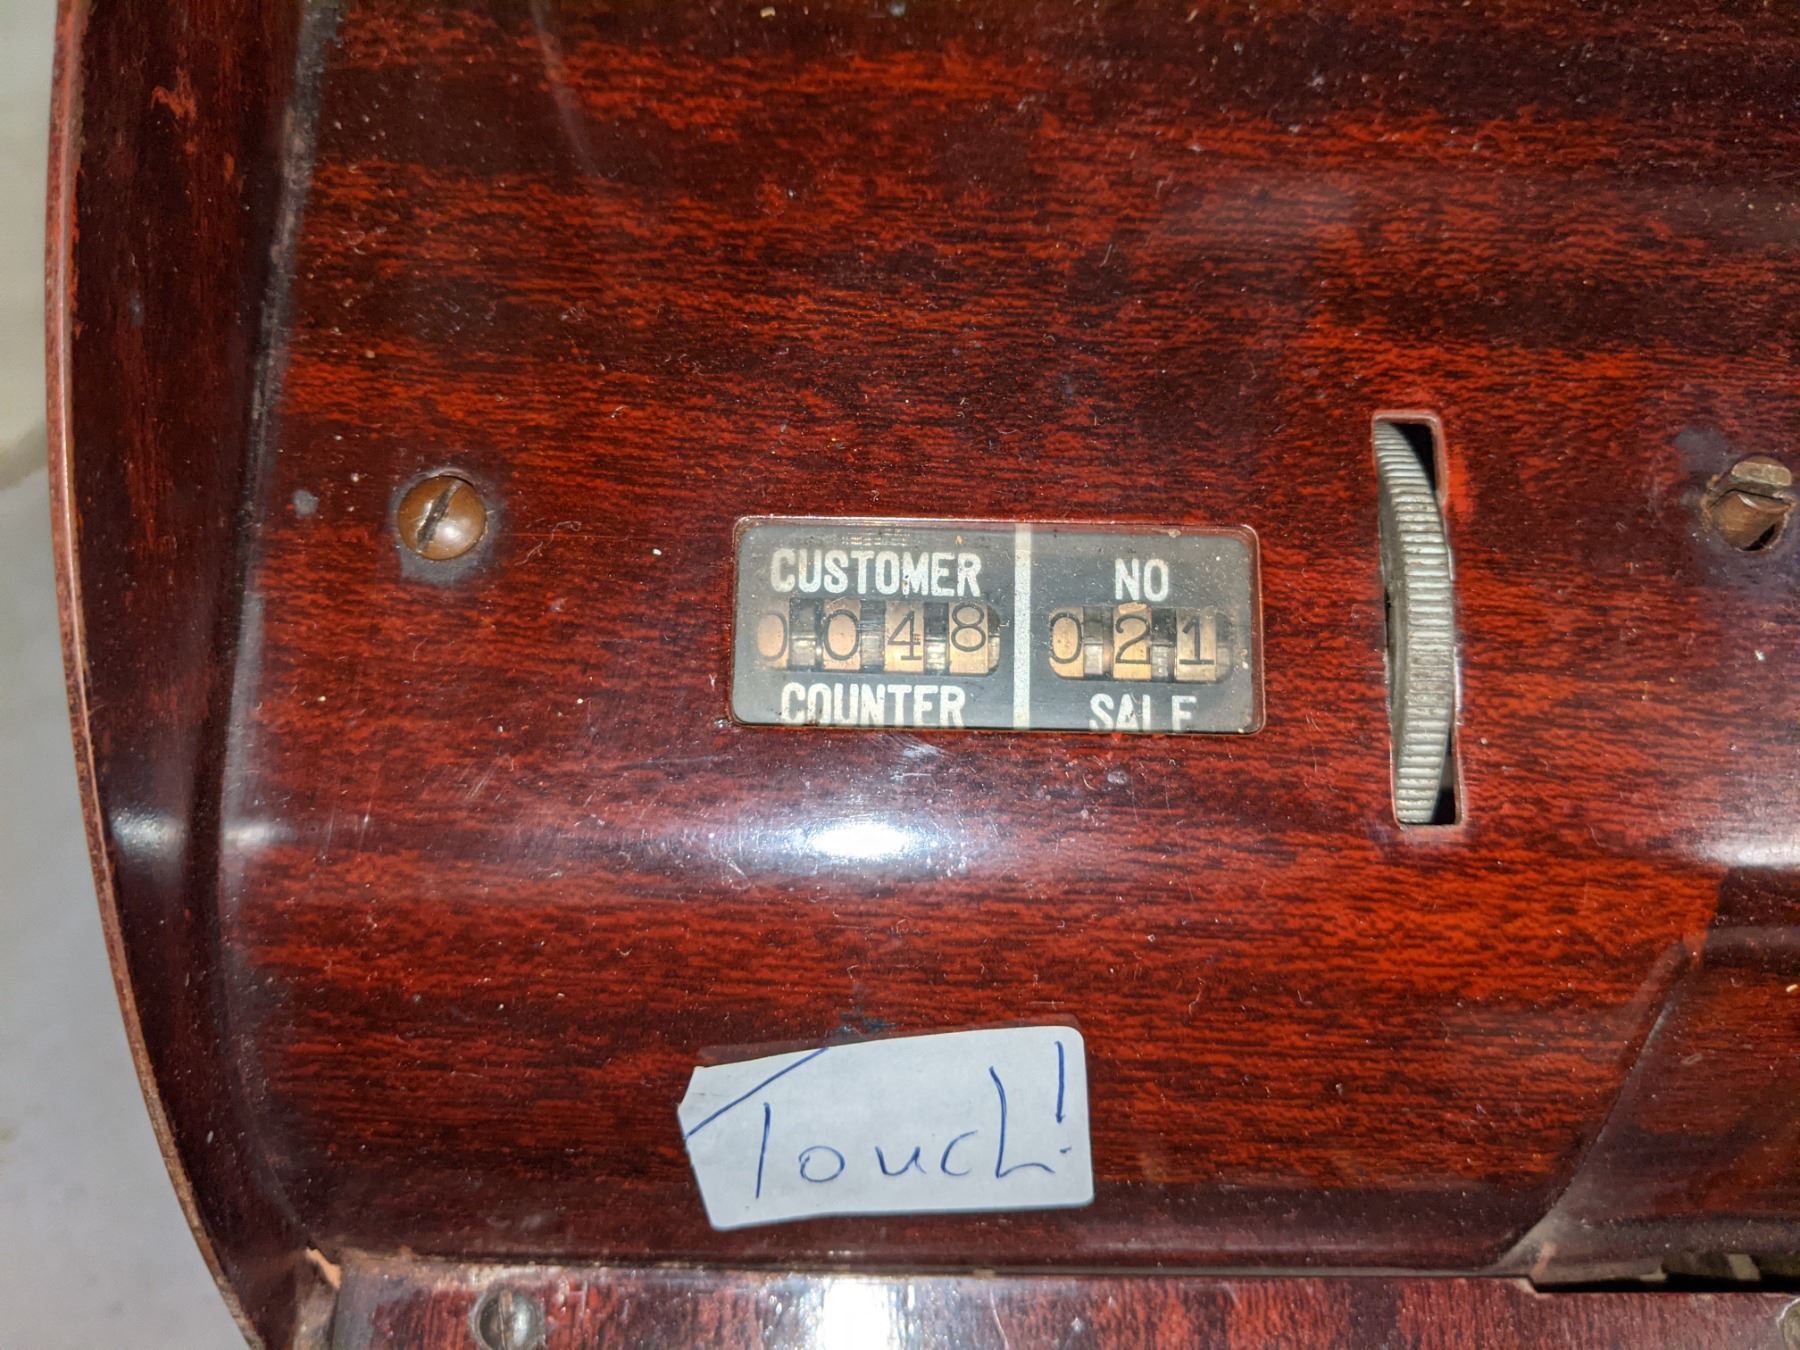 CUSTOMER
0048
COUNTER
NO
021
SALE
Touch!